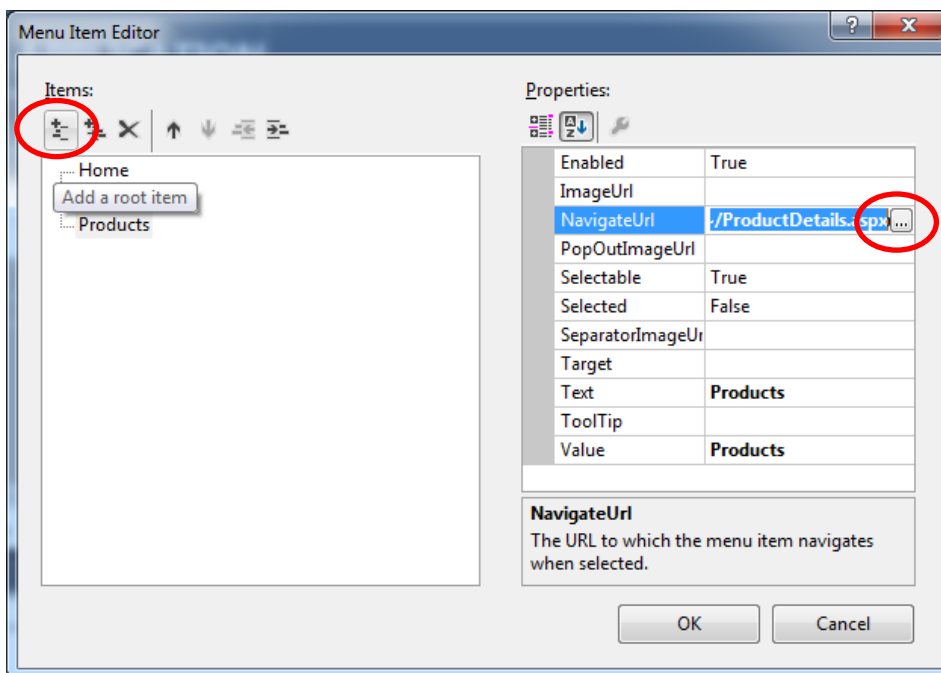 Menu Item Editor
?
X
Items:
Properties:
Home
Add a root item
Products
Enabled True
ImageUrl
NavigateUrl ~/ProductDetails.aspx ...
PopOutImageUrl
Selectable True
Selected False
SeparatorImageUr
Target
Text Products
ToolTip
Value Products
NavigateUrl
The URL to which the menu item navigates
when selected.
OK
Cancel